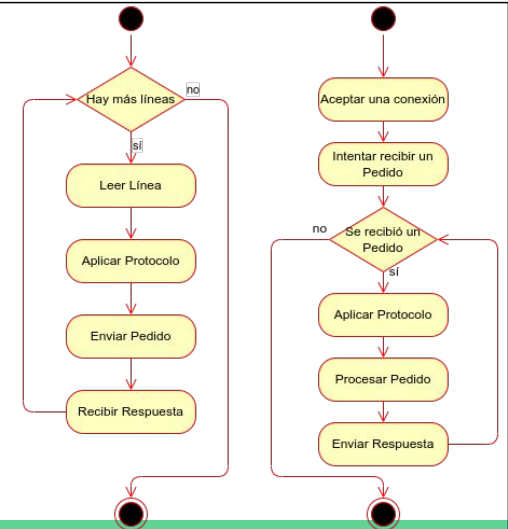 Hay más líneas
no
sí
Leer Línea
Aplicar Protocolo
Enviar Pedido
Recibir Respuesta
Aceptar una conexión
Intentar recibir un
Pedido
no
Se recibió un
Pedido
sí
Aplicar Protocolo
Procesar Pedido
Enviar Respuesta